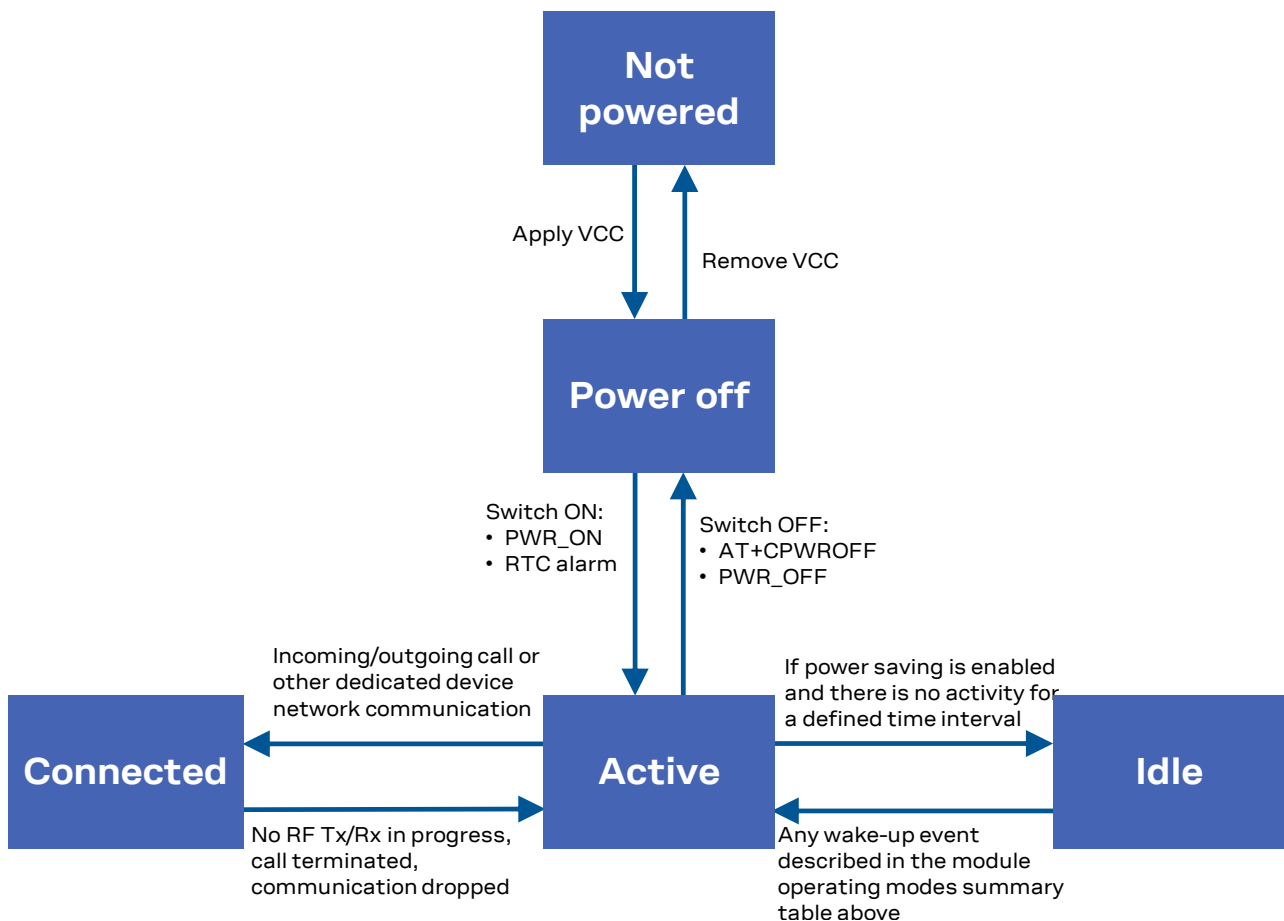 Not
powered
Apply VCC
Remove VCC
Power off
Switch ON:
• PWR_ON
• RTC alarm
Switch OFF:
• AT+CPWROFF
• PWR_OFF
Incoming/outgoing call or
other dedicated device
network communication
If power saving is enabled
and there is no activity for
a defined time interval
Connected
Active
Idle
No RF Tx/Rx in progress,
call terminated,
communication dropped
Any wake-up event
described in the module
operating modes summary
table above